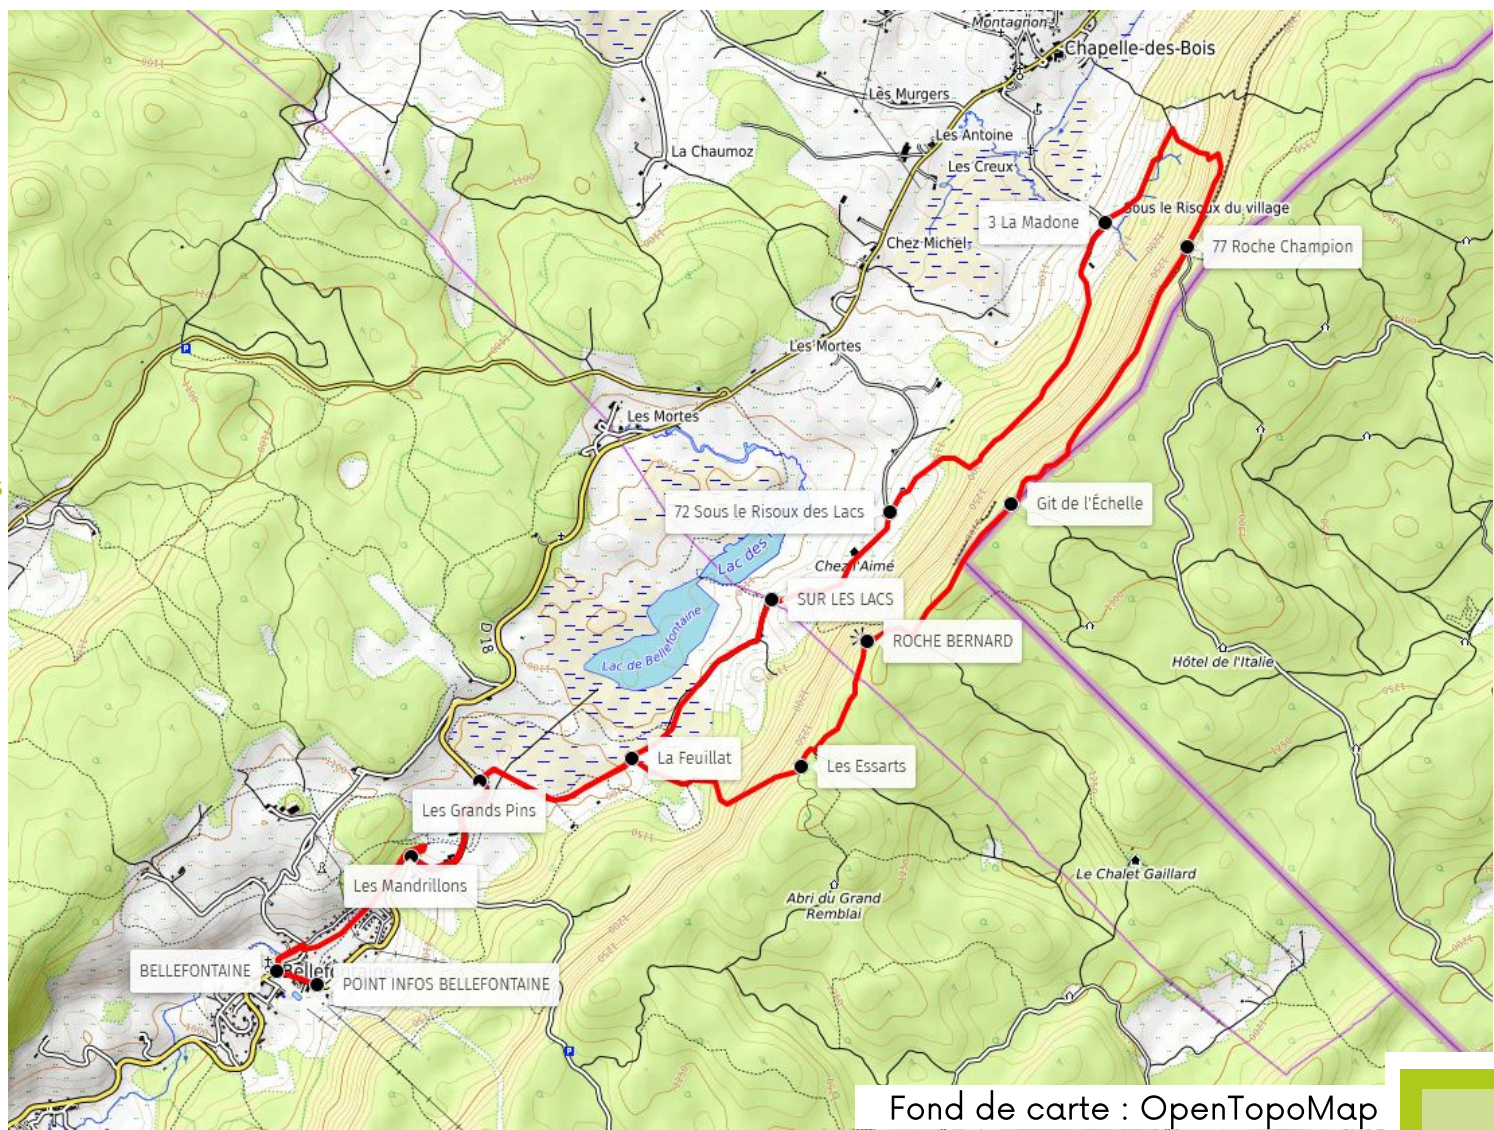 Montagnon
Chapelle-des-Bois
Les Murgers
Les Antoine
La Chaumoz
Les Creux
3 La Madone
Sous le Risoux du village
Chez Michel
77 Roche Champion
Les Mortes
Les Mortes
72 Sous le Risoux des Lacs
Git de l'Échelle
Lac des
Chez l'Aimé
SUR LES LACS
D 18
Lac de Bellefontaine
ROCHE BERNARD
Hôtel de l'Italie
La Feuillat
Les Essarts
Les Grands Pins
Les Mandrillons
Le Chalet Gaillard
Abri du Grand
Remblai
BELLEFONTAINE
Bellefontaine
POINT INFOS BELLEFONTAINE
Fond de carte : OpenTopoMap